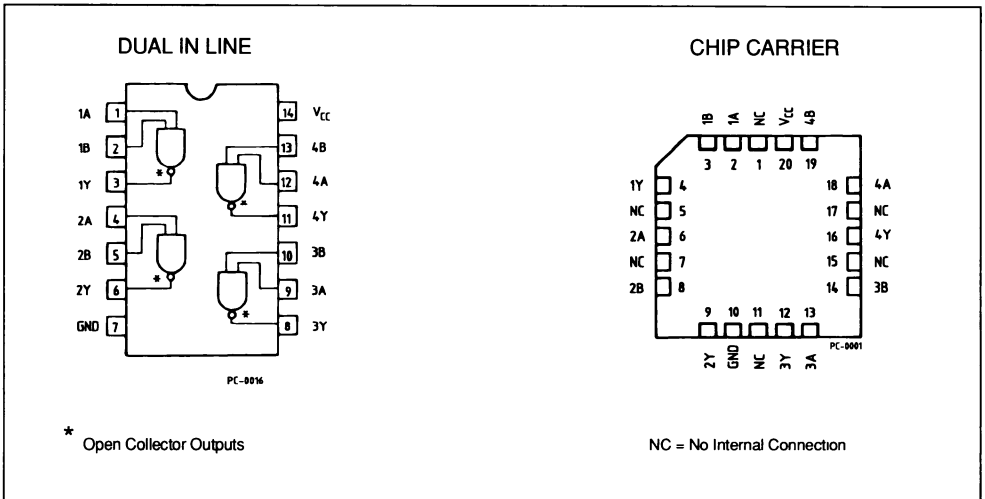 DUAL IN LINE
1A 1
1B 2
1Y 3
2A 4
2B 5
2Y 6
GND 7
14 VCC
13 4B
12 4A
11 4Y
10 3B
9 3A
8 3Y
*
*
*
*
PC-0016
* Open Collector Outputs
CHIP CARRIER
1B 1A NC VCC 4B
3 2 1 20 19
1Y 4
NC 5
2A 6
NC 7
2B 8
18 4A
17 NC
16 4Y
15 NC
14 3B
9 10 11 12 13
2Y GND NC 3Y 3A
PC-0001
NC = No Internal Connection